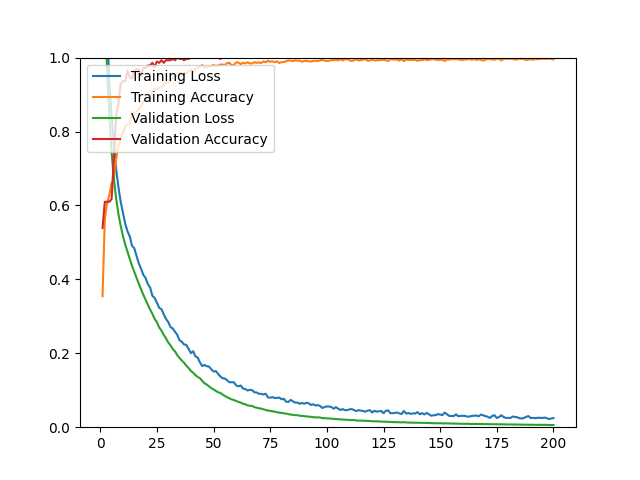 1.0
0.8
0.6
0.4
0.2
0.0
Training Loss
Training Accuracy
Validation Loss
Validation Accuracy
0 25 50 75 100 125 150 175 200